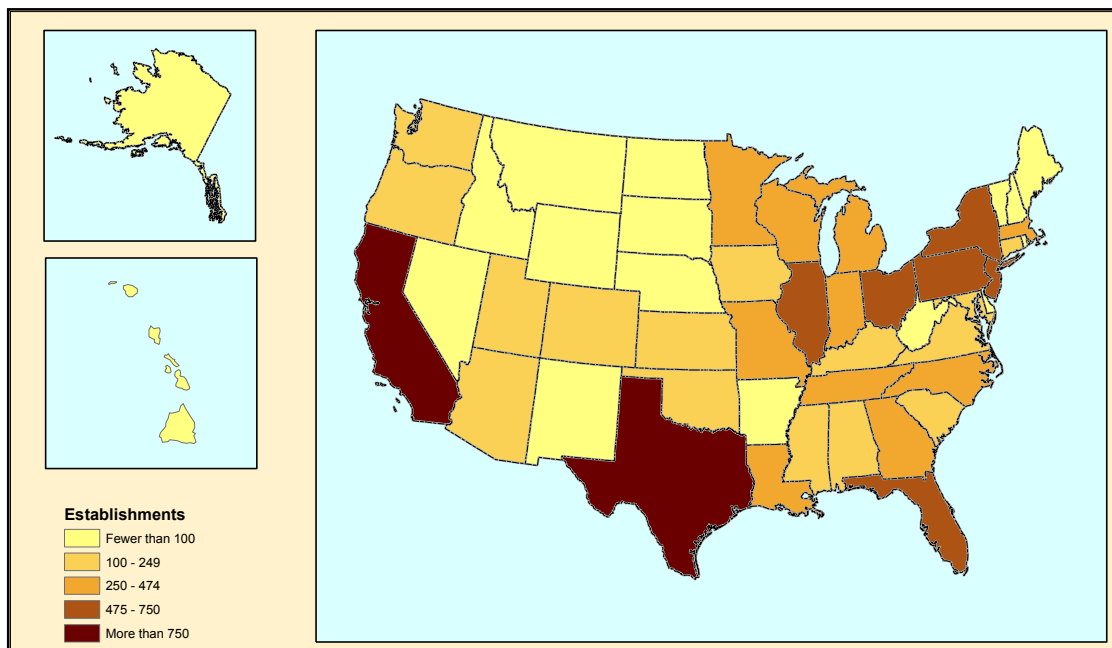 Establishments
Fewer than 100
100 - 249
250 - 474
475 - 750
More than 750